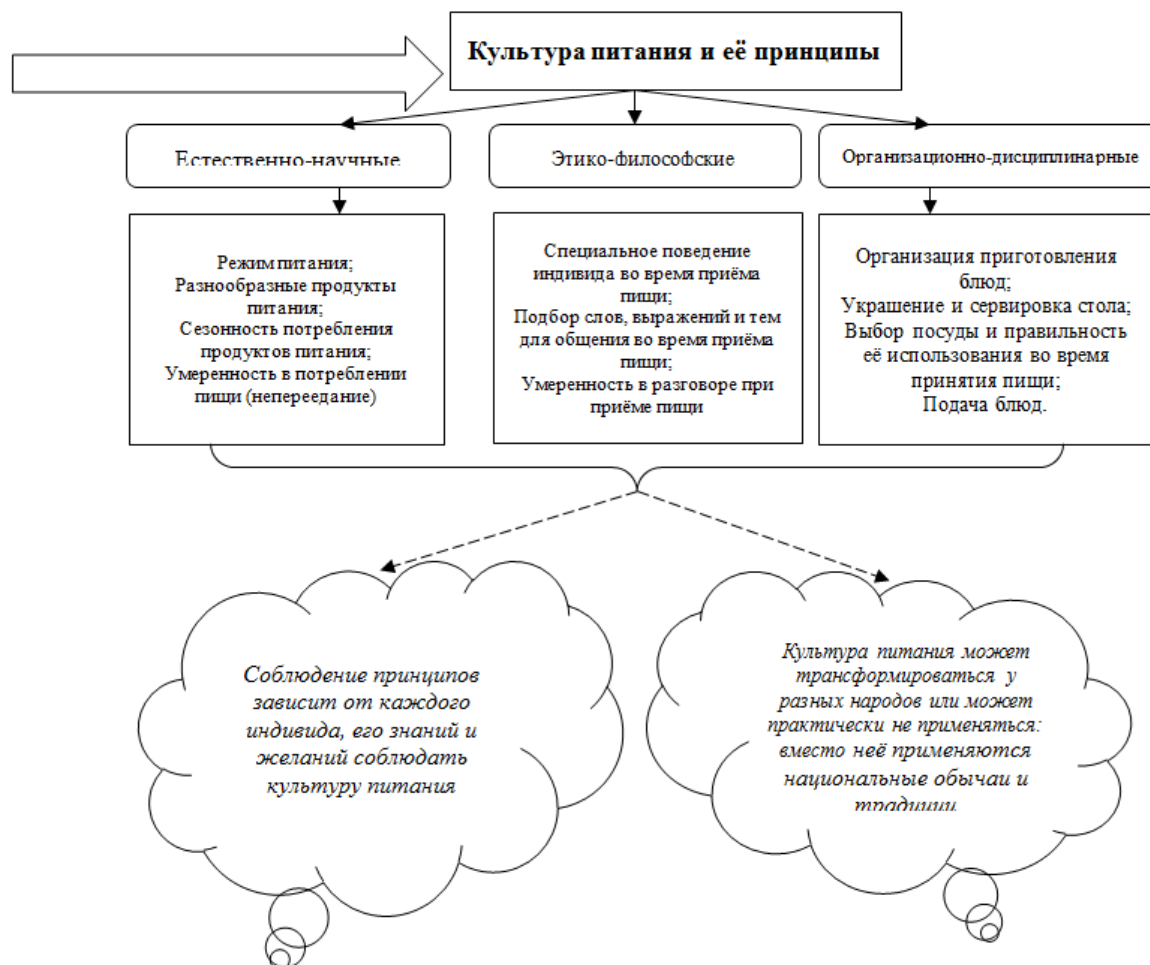 Культура питания и её принципы
Естественно-научные
Этико-философские
Организационно-дисциплинарные
Режим питания;
Разнообразные продукты
питания;
Сезонность потребления
продуктов питания;
Умеренность в потреблении
пищи (непереедание)
Специальное поведение
индивида во время приёма
пищи;
Подбор слов, выражений и тем
для общения во время приёма
пищи;
Умеренность в разговоре при
приёме пищи
Организация приготовления
блюд;
Украшение и сервировка стола;
Выбор посуды и правильность
её использования во время
принятия пищи;
Подача блюд.
Соблюдение принципов
зависит от каждого
индивида, его знаний и
желаний соблюдать
культуру питания
Культура питания может
трансформироваться у
разных народов или может
практически не применяться:
вместо неё применяются
национальные обычаи и
традиции